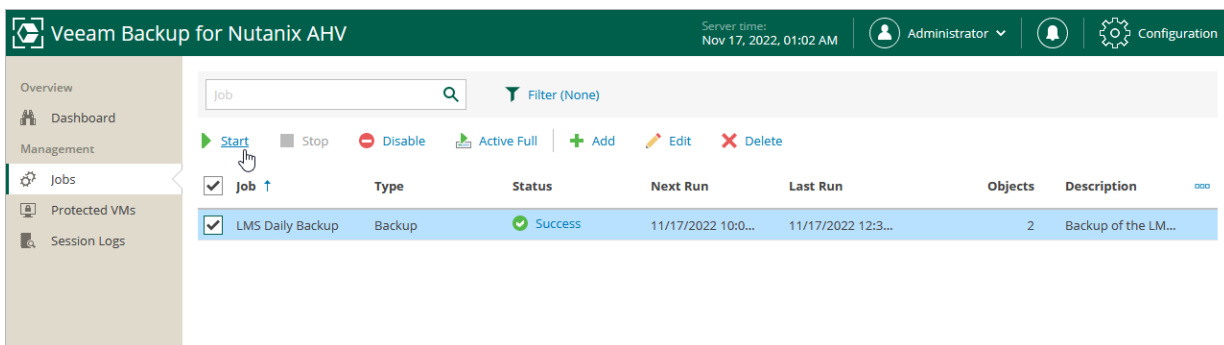 Veeam Backup for Nutanix AHV
Server time:
Nov 17, 2022, 01:02 AM
Administrator
Configuration
Overview
Dashboard
Management
Jobs
Protected VMs
Session Logs
Job
Filter (None)
Start Stop Disable Active Full Add Edit Delete
Job ↑ Type Status Next Run Last Run Objects Description
LMS Daily Backup Backup Success 11/17/2022 10:0... 11/17/2022 12:3... 2 Backup of the LM...